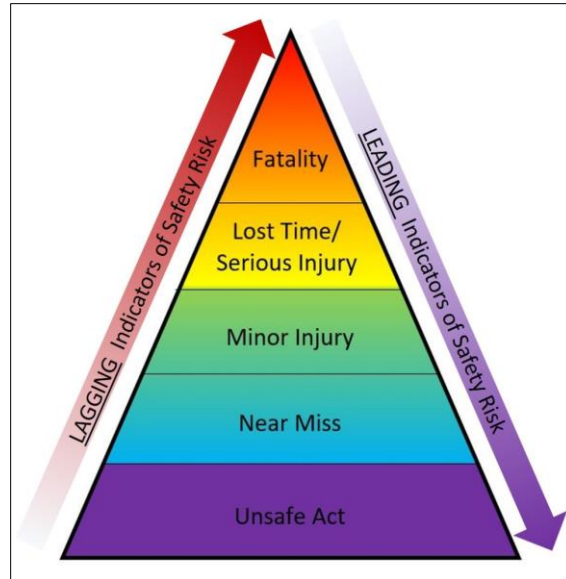 LAGGING Indicators of Safety Risk
LEADING Indicators of Safety Risk
Fatality
Lost Time/
Serious Injury
Minor Injury
Near Miss
Unsafe Act